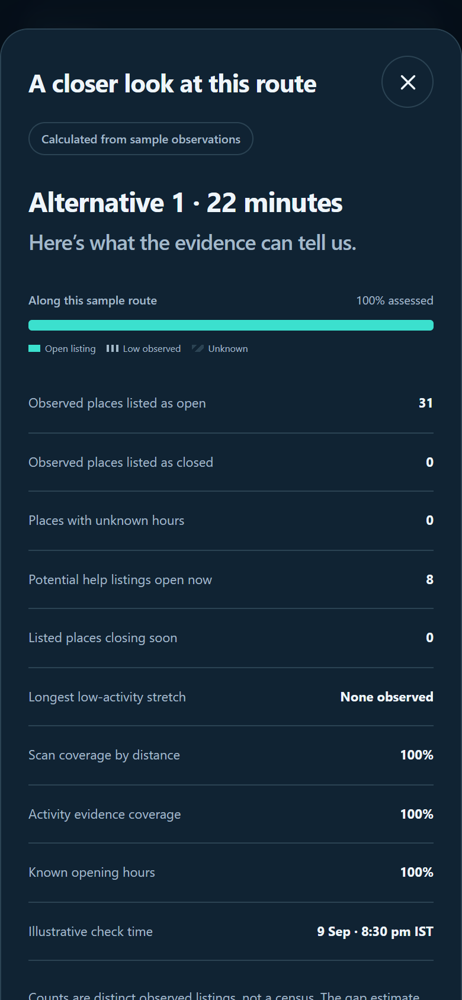 A closer look at this route
Calculated from sample observations
Alternative 1 · 22 minutes
Here’s what the evidence can tell us.
Along this sample route 100% assessed
Open listing Low observed Unknown
Observed places listed as open 31
Observed places listed as closed 0
Places with unknown hours 0
Potential help listings open now 8
Listed places closing soon 0
Longest low-activity stretch None observed
Scan coverage by distance 100%
Activity evidence coverage 100%
Known opening hours 100%
Illustrative check time 9 Sep · 8:30 pm IST
Counts are distinct observed listings, not a census. The gap estimate